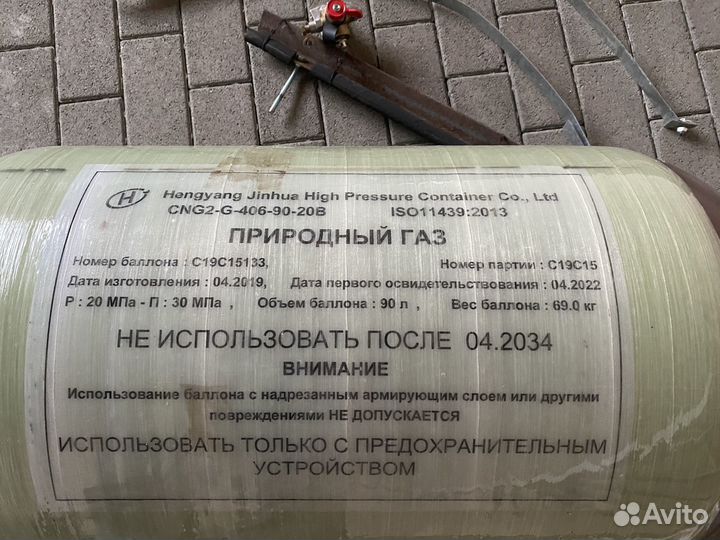 Hengyang Jinhua High Pressure Container Co., Ltd
CNG2-G-406-90-20B ISO11439:2013
ПРИРОДНЫЙ ГАЗ
Номер баллона : C19C15133, Номер партии : C19C15
Дата изготовления : 04.2019, Дата первого освидетельствования : 04.2022
Р : 20 МПа - П : 30 МПа , Объем баллона : 90 л , Вес баллона : 69.0 кг
НЕ ИСПОЛЬЗОВАТЬ ПОСЛЕ 04.2034
ВНИМАНИЕ
Использование баллона с надрезанным армирующим слоем или другими
повреждениями НЕ ДОПУСКАЕТСЯ
ИСПОЛЬЗОВАТЬ ТОЛЬКО С ПРЕДОХРАНИТЕЛЬНЫМ
УСТРОЙСТВОМ
Avito